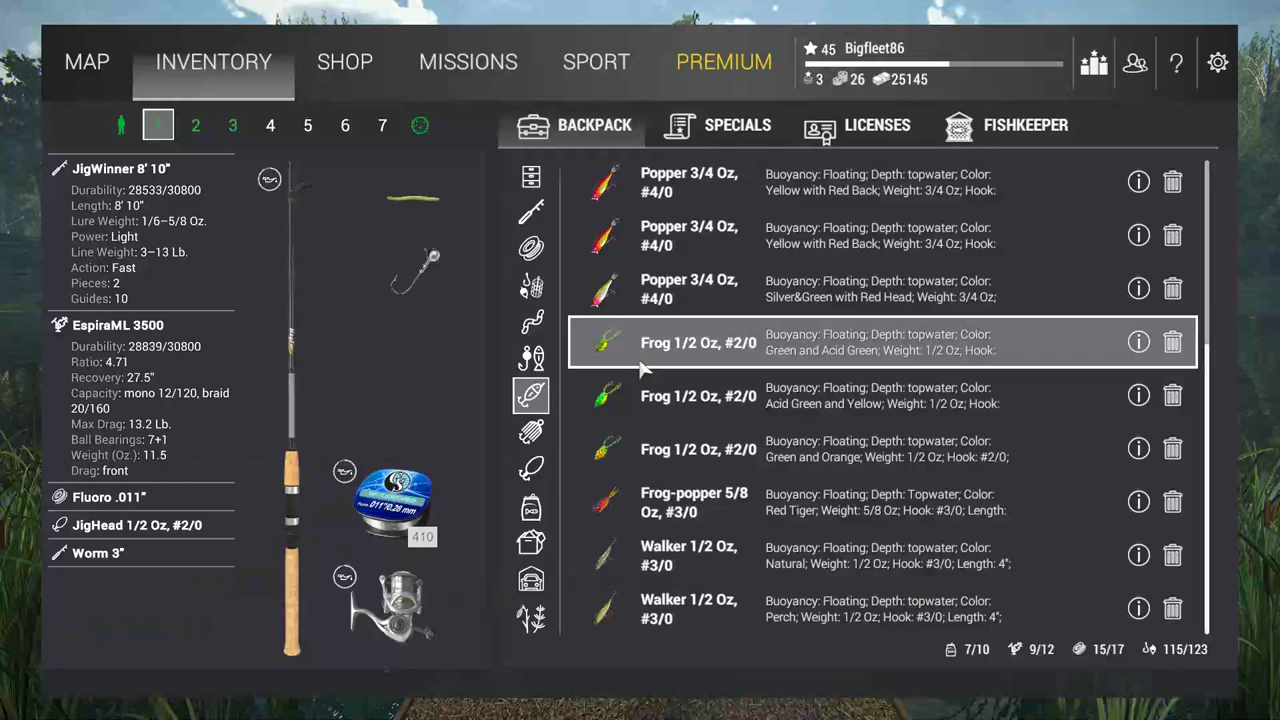 MAP
INVENTORY
SHOP
MISSIONS
SPORT
PREMIUM
45 Bigfleet86
3 26 25145
1 2 3 4 5 6 7
BACKPACK
SPECIALS
LICENSES
FISHKEEPER
JigWinner 8' 10"
Durability: 28533/30800
Length: 8' 10"
Lure Weight: 1/6–5/8 Oz.
Power: Light
Line Weight: 3–13 Lb.
Action: Fast
Pieces: 2
Guides: 10
EspiraML 3500
Durability: 28839/30800
Ratio: 4.71
Recovery: 27.5"
Capacity: mono 12/120, braid
20/160
Max Drag: 13.2 Lb.
Ball Bearings: 7+1
Weight (Oz.): 11.5
Drag: front
Fluoro .011"
JigHead 1/2 Oz, #2/0
Worm 3"
410
Popper 3/4 Oz,
#4/0
Buoyancy: Floating; Depth: topwater; Color:
Yellow with Red Back; Weight: 3/4 Oz;
Popper 3/4 Oz,
#4/0
Buoyancy: Floating; Depth: topwater; Color:
Yellow with Red Back; Weight: 3/4 Oz; Hook:
Popper 3/4 Oz,
#4/0
Buoyancy: Floating; Depth: topwater; Color:
Silver&Green with Red Head; Weight: 3/4 Oz;
Frog 1/2 Oz, #2/0
Buoyancy: Floating; Depth: topwater; Color:
Green and Acid Green; Weight: 1/2 Oz; Hook:
Frog 1/2 Oz, #2/0
Buoyancy: Floating; Depth: topwater; Color:
Acid Green and Yellow; Weight: 1/2 Oz; Hook:
Frog 1/2 Oz, #2/0
Buoyancy: Floating; Depth: topwater; Color:
Green and Orange; Weight: 1/2 Oz; Hook: #2/0;
Frog-popper 5/8
Oz, #3/0
Buoyancy: Floating; Depth: Topwater; Color:
Red Tiger; Weight: 5/8 Oz; Hook: #3/0; Length:
Walker 1/2 Oz,
#3/0
Buoyancy: Floating; Depth: topwater; Color:
Natural; Weight: 1/2 Oz; Hook: #3/0; Length: 4";
Walker 1/2 Oz,
#3/0
Buoyancy: Floating; Depth: topwater; Color:
Perch; Weight: 1/2 Oz; Hook: #3/0; Length: 4";
7/10 9/12 15/17 115/123